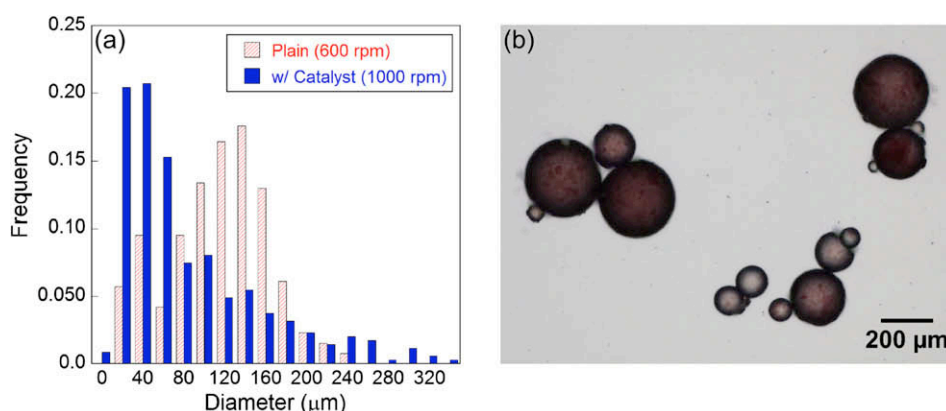 (a)
Plain (600 rpm)
w/ Catalyst (1000 rpm)
0.25
0.20
0.15
0.10
0.050
0.0
Frequency
0 40 80 120 160 200 240 280 320
Diameter (μm)
(b)
200 μm